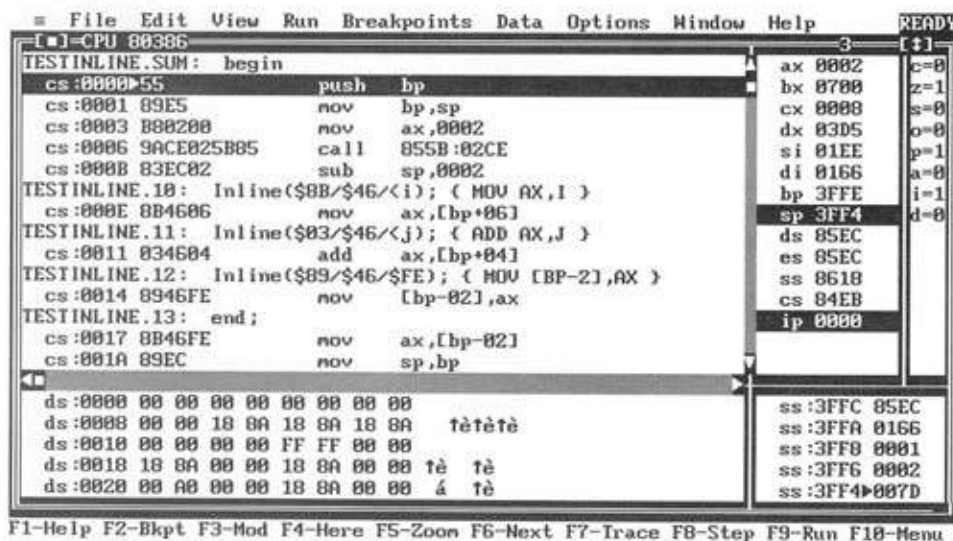 ≡ File Edit View Run Breakpoints Data Options Window Help READY
[■]=CPU 80386 3 [↕]
TESTINLINE.SUM: begin
cs:0000►55 push bp
cs:0001 89E5 mov bp,sp
cs:0003 B80200 mov ax,0002
cs:0006 9ACE025B85 call 855B:02CE
cs:000B 83EC02 sub sp,0002
TESTINLINE.10: Inline($8B/$46/<i); { MOV AX,I }
cs:000E 8B4606 mov ax,[bp+06]
TESTINLINE.11: Inline($03/$46/<j); { ADD AX,J }
cs:0011 034604 add ax,[bp+04]
TESTINLINE.12: Inline($89/$46/$FE); { MOV [BP-2],AX }
cs:0014 8946FE mov [bp-02],ax
TESTINLINE.13: end;
cs:0017 8B46FE mov ax,[bp-02]
cs:001A 89EC mov sp,bp
ax 0002 c=0
bx 0700 z=1
cx 0008 s=0
dx 03D5 o=0
si 01EE p=1
di 0166 a=0
bp 3FFE i=1
sp 3FF4 d=0
ds 85EC
es 85EC
ss 8618
cs 84EB
ip 0000
ds:0000 00 00 00 00 00 00 00 00
ds:0008 00 00 18 8A 18 8A 18 8A ↑è↑è↑è
ds:0010 00 00 00 00 FF FF 00 00
ds:0018 18 8A 00 00 18 8A 00 00 ↑è ↑è
ds:0020 00 A0 00 00 18 8A 00 00 á ↑è
ss:3FFC 85EC
ss:3FFA 0166
ss:3FF8 0001
ss:3FF6 0002
ss:3FF4►007D
F1-Help F2-Bkpt F3-Mod F4-Here F5-Zoom F6-Next F7-Trace F8-Step F9-Run F10-Menu